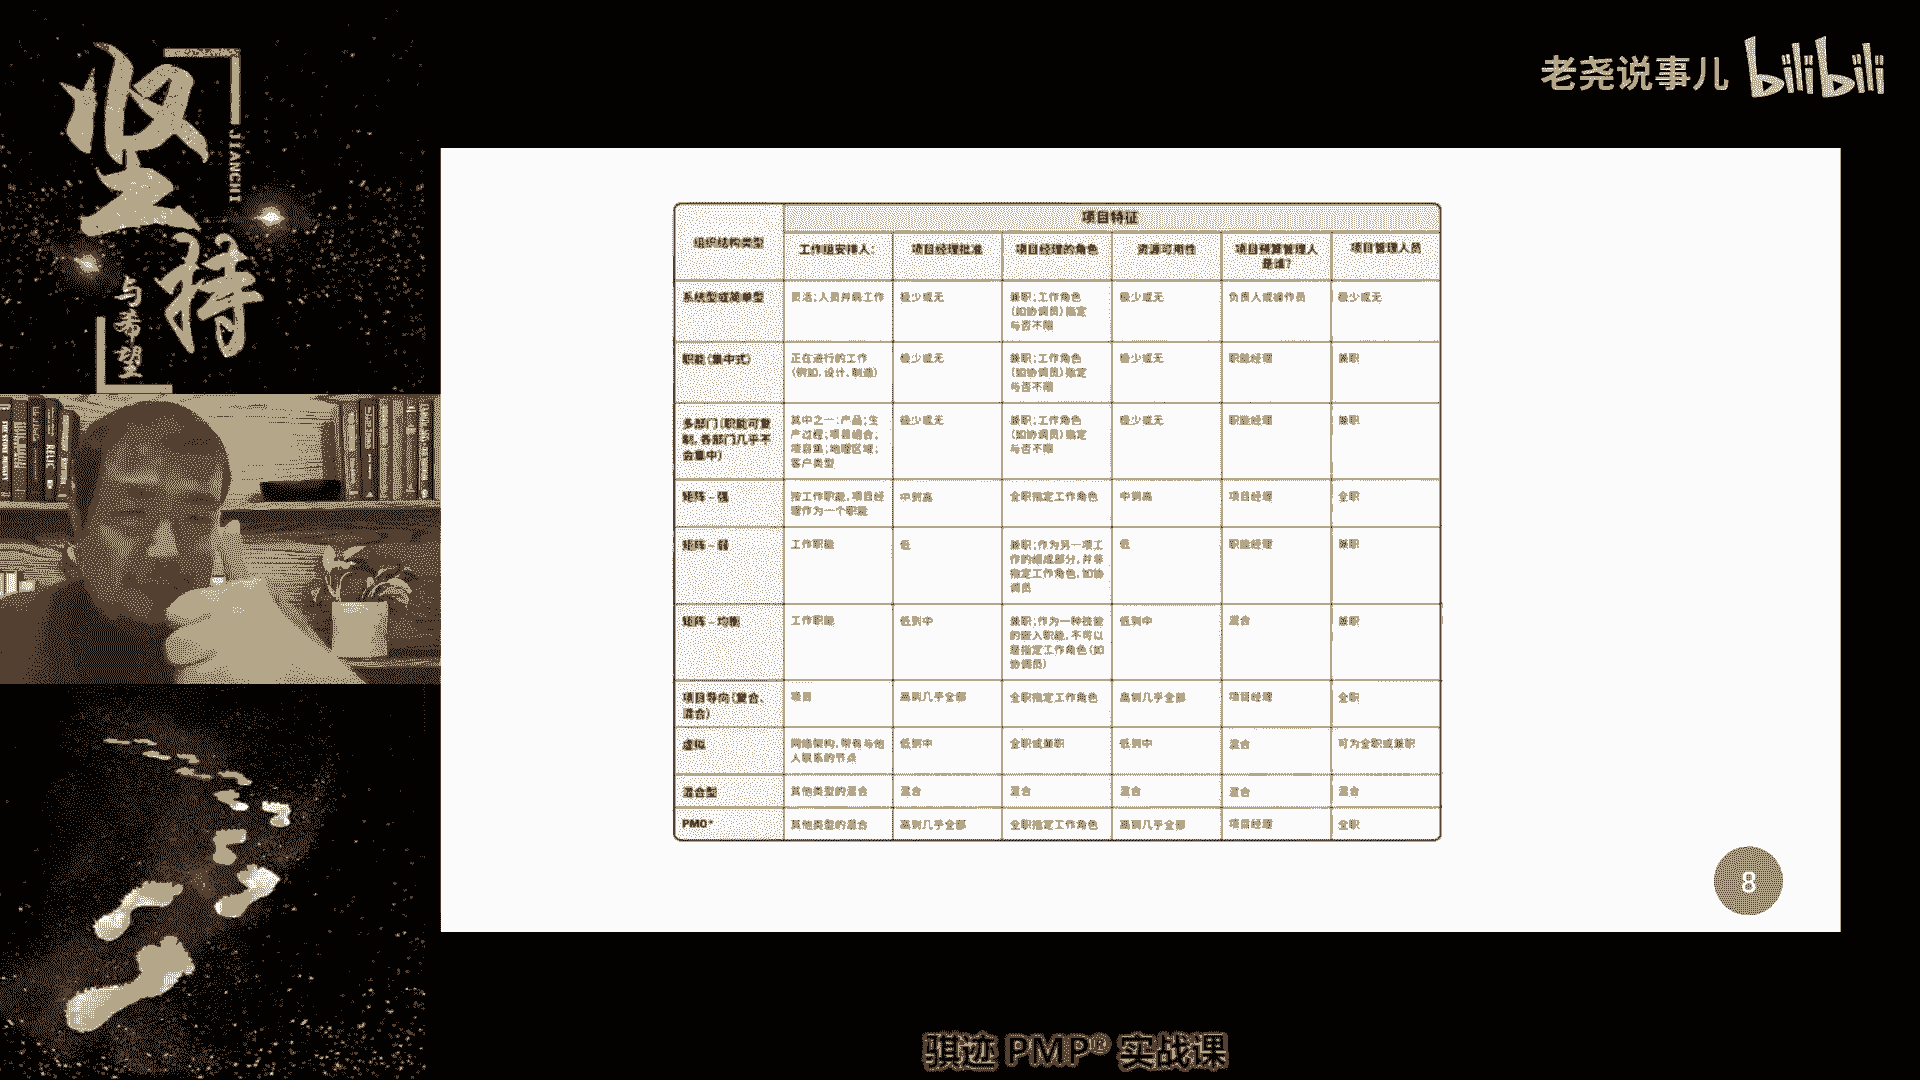 坚持
JIANCHI
与希望
老尧说事儿 bilibili
组织结构类型
项目特征
工作组安排人：
项目经理批准
项目经理的角色
资源可用性
项目预算管理人
是谁？
项目管理人员
系统型或简单型
灵活；人员并肩工作
极少或无
兼职；工作角色
（如协调员）指定
与否不限
极少或无
负责人或操作员
极少或无
职能（集中式）
正在进行的工作
（例如，设计、制造）
极少或无
兼职；工作角色
（如协调员）指定
与否不限
极少或无
职能经理
兼职
多部门（职能可复
制，各部门几乎不
会集中）
其中之一：产品；生
产过程；项目组合；
项目集；地理区域；
客户类型
极少或无
兼职；工作角色
（如协调员）指定
与否不限
极少或无
职能经理
兼职
矩阵 – 强
按工作职能，项目经
理作为一个职能
中到高
全职指定工作角色
中到高
项目经理
全职
矩阵 – 弱
工作职能
低
兼职；作为另一项工
作的组成部分，并非
指定工作角色，如协
调员
低
职能经理
兼职
矩阵 – 均衡
工作职能
低到中
兼职；作为一种技能
的嵌入职能，不可以
是指定工作角色（如
协调员）
低到中
混合
兼职
项目导向（复合、
混合）
项目
高到几乎全部
全职指定工作角色
高到几乎全部
项目经理
全职
虚拟
网络架构，带有与他
人联系的节点
低到中
全职或兼职
低到中
混合
可为全职或兼职
混合型
其他类型的混合
混合
混合
混合
混合
混合
PMO*
其他类型的混合
高到几乎全部
全职指定工作角色
高到几乎全部
项目经理
全职
8
骐迹 PMP® 实战课